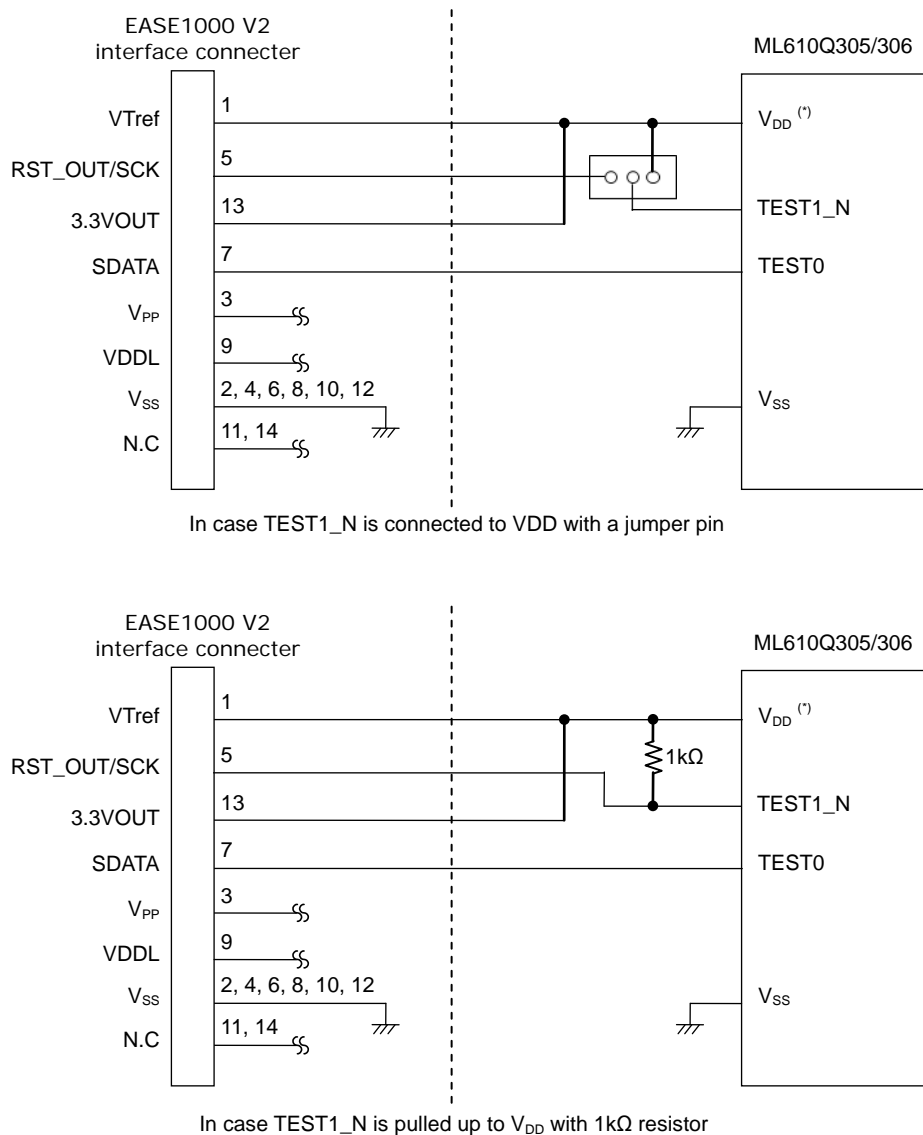 EASE1000 V2
interface connecter
ML610Q305/306
VTref
1
VDD (*)
RST_OUT/SCK
5
3.3VOUT
13
TEST1_N
SDATA
7
TEST0
VPP
3
VDDL
9
VSS
2, 4, 6, 8, 10, 12
VSS
N.C
11, 14
In case TEST1_N is connected to VDD with a jumper pin
EASE1000 V2
interface connecter
ML610Q305/306
VTref
1
VDD (*)
RST_OUT/SCK
5
1kΩ
3.3VOUT
13
TEST1_N
SDATA
7
TEST0
VPP
3
VDDL
9
VSS
2, 4, 6, 8, 10, 12
VSS
N.C
11, 14
In case TEST1_N is pulled up to VDD with 1kΩ resistor